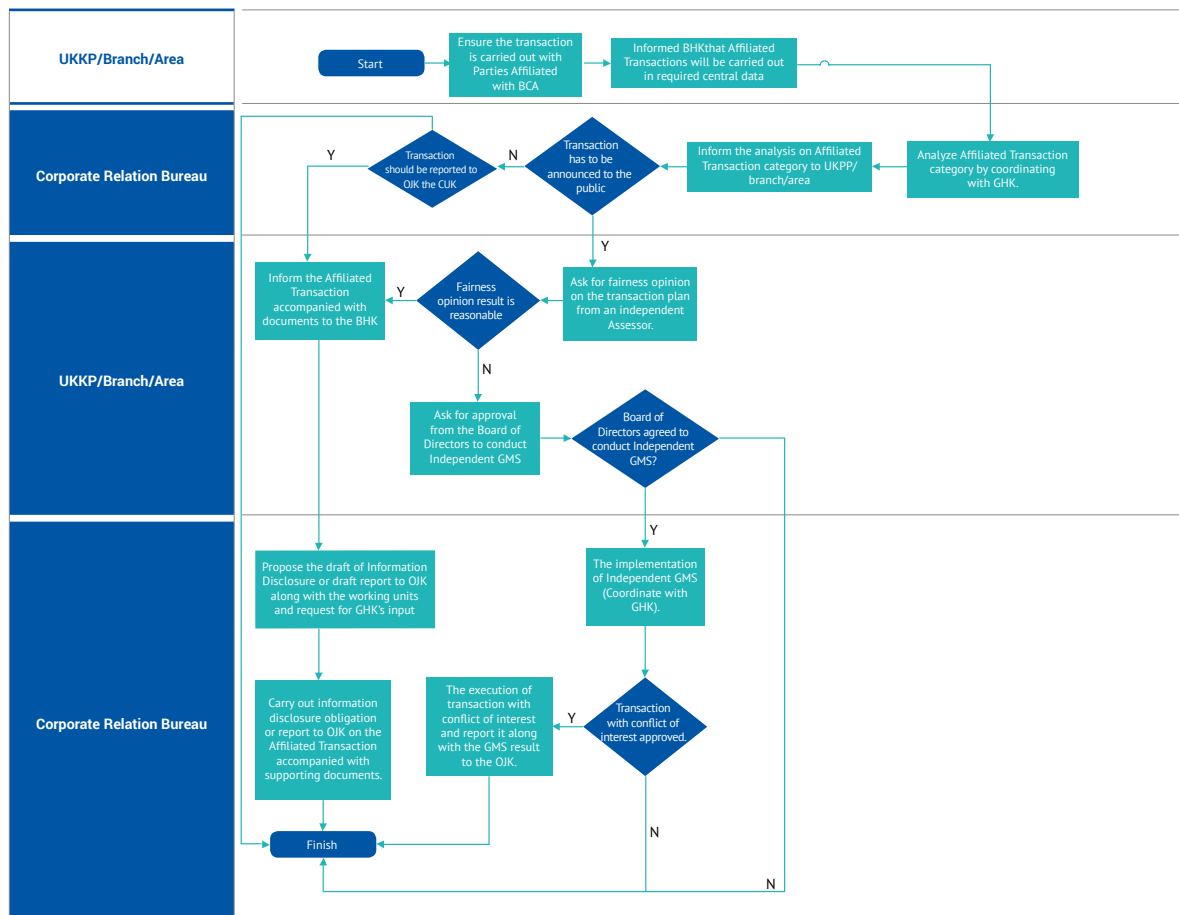 UKKP/Branch/Area
Start
Ensure the transaction
is carried out with
Parties Affiliated
with BCA
Informed BHKthat Affiliated
Transactions will be carried out
in required central data
Corporate Relation Bureau
Y
Transaction
should be reported to
OJK the CUK
N
Transaction
has to be
announced to the
public
Inform the analysis on Affiliated
Transaction category to UKPP/
branch/area
Analyze Affiliated Transaction
category by coordinating
with GHK.
Y
UKKP/Branch/Area
Inform the Affiliated
Transaction
accompanied with
documents to the BHK
Y
Fairness
opinion result is
reasonable
Ask for fairness opinion
on the transaction plan
from an independent
Assessor.
N
Ask for approval
from the Board of
Directors to conduct
Independent GMS
Board of
Directors agreed to
conduct Independent
GMS?
Y
Corporate Relation Bureau
Propose the draft of Information
Disclosure or draft report to OJK
along with the working units
and request for GHK's input
The implementation
of Independent GMS
(Coordinate with
GHK).
Carry out information
disclosure obligation
or report to OJK on the
Affiliated Transaction
accompanied with
supporting documents.
The execution of
transaction with
conflict of interest
and report it along
with the GMS result
to the OJK.
Y
Transaction
with conflict of
interest approved.
N
Finish
N